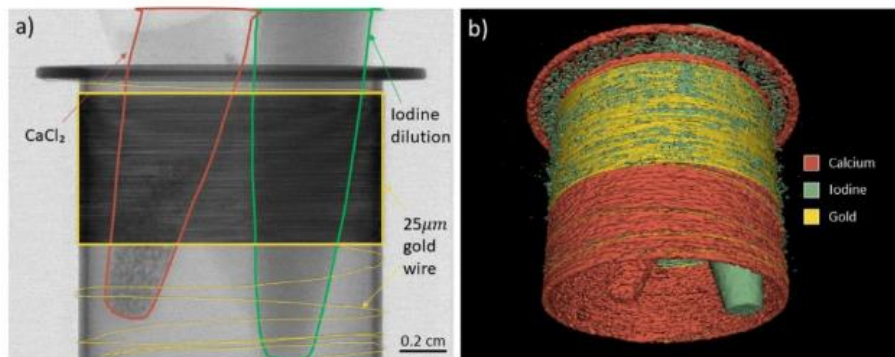 a)
CaCl₂
Iodine
dilution
25μm
gold
wire
0.2 cm
b)
Calcium
Iodine
Gold